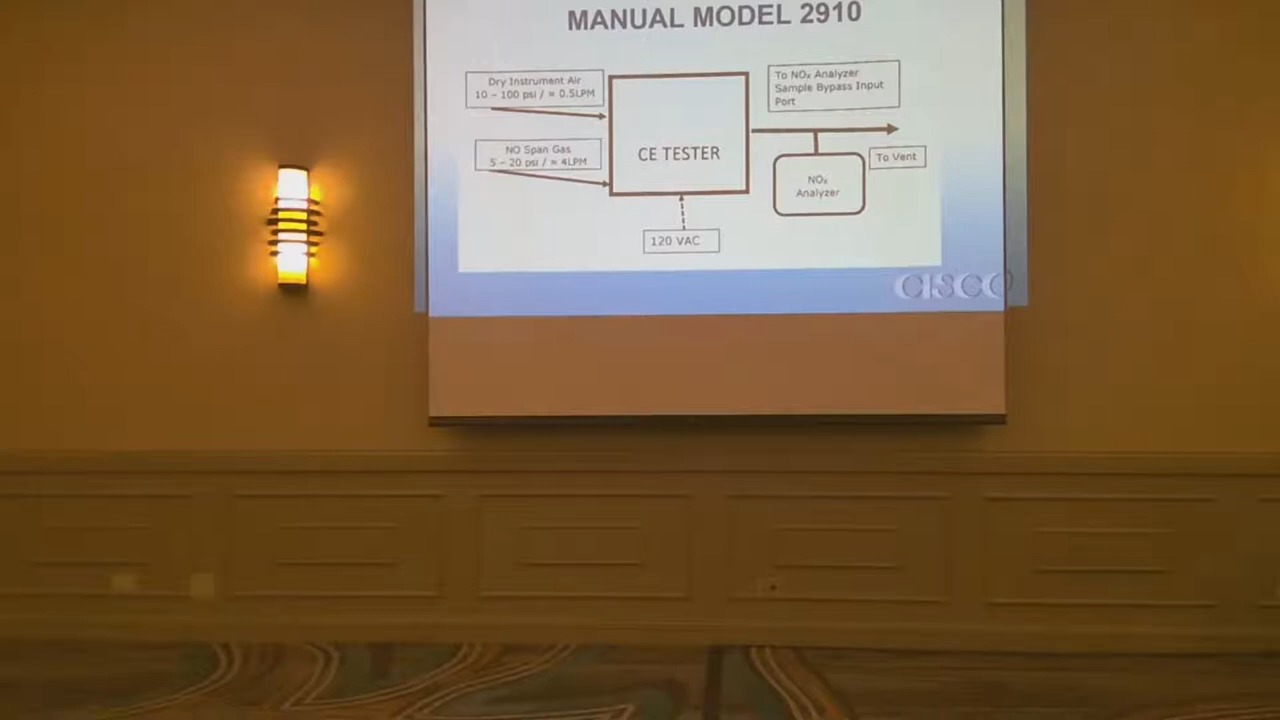 MANUAL MODEL 2910
Dry Instrument Air
10 – 100 psi / ≈ 0.5LPM
NO Span Gas
5 – 20 psi / ≈ 4LPM
CE TESTER
120 VAC
To NOₓ Analyzer
Sample Bypass Input
Port
To Vent
NOₓ
Analyzer
CISCO